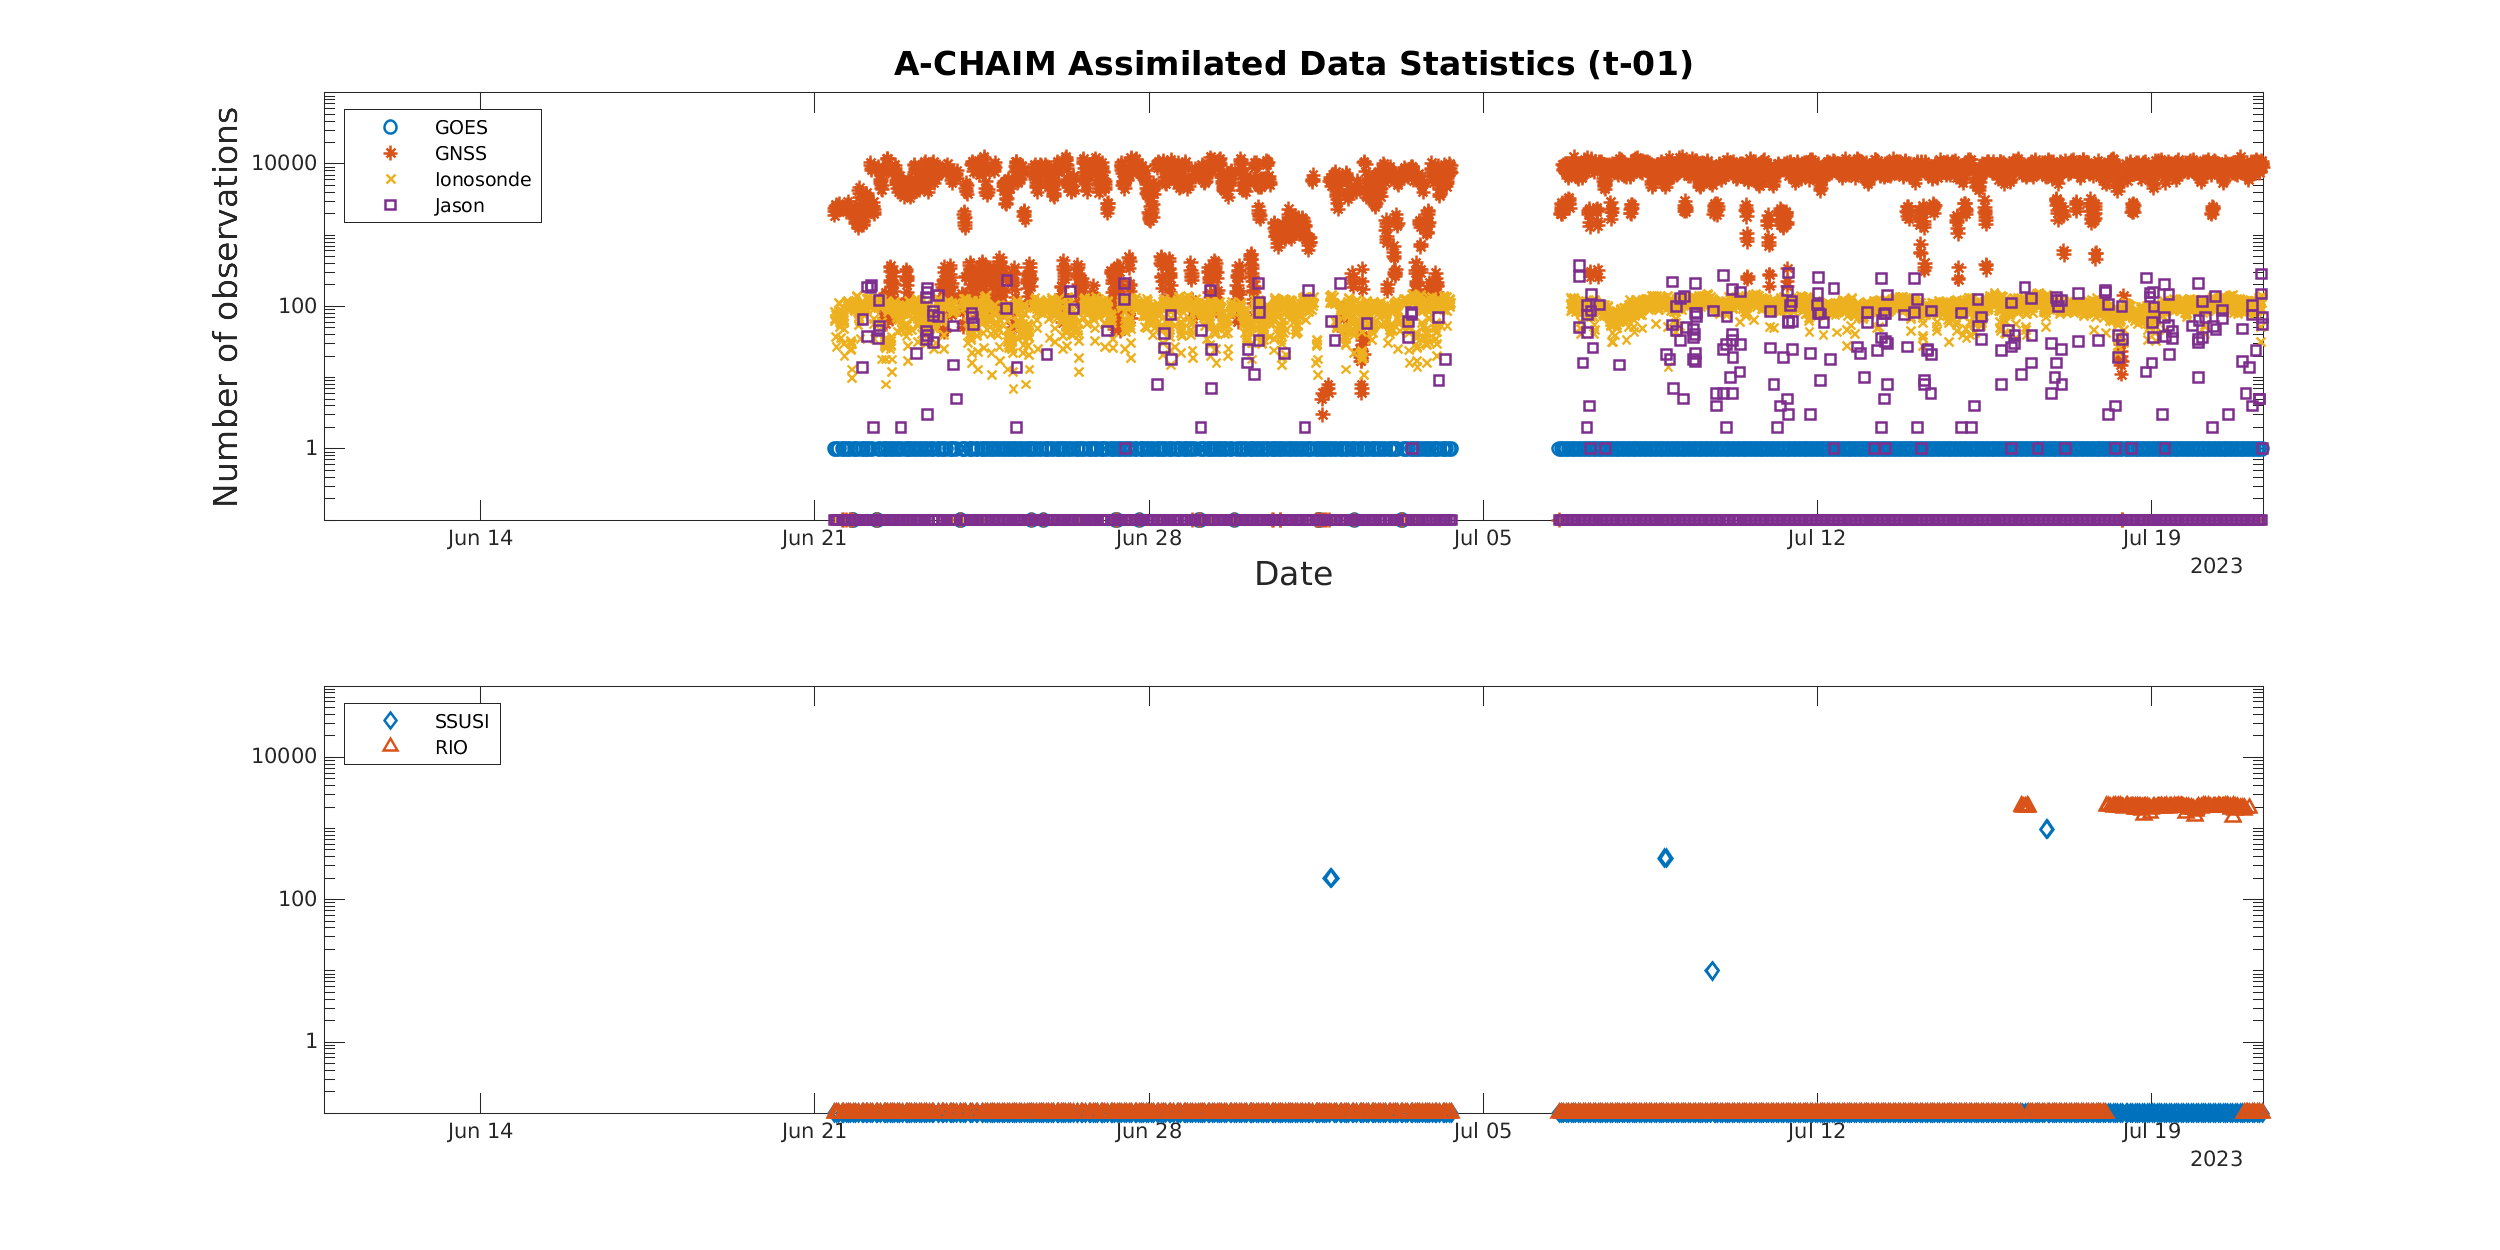 A-CHAIM Assimilated Data Statistics (t-01)
Number of observations
10000
100
1
GOES
GNSS
Ionosonde
Jason
Jun 14 Jun 21 Jun 28 Jul 05 Jul 12 Jul 19
2023
Date
10000
100
1
SSUSI
RIO
Jun 14 Jun 21 Jun 28 Jul 05 Jul 12 Jul 19
2023